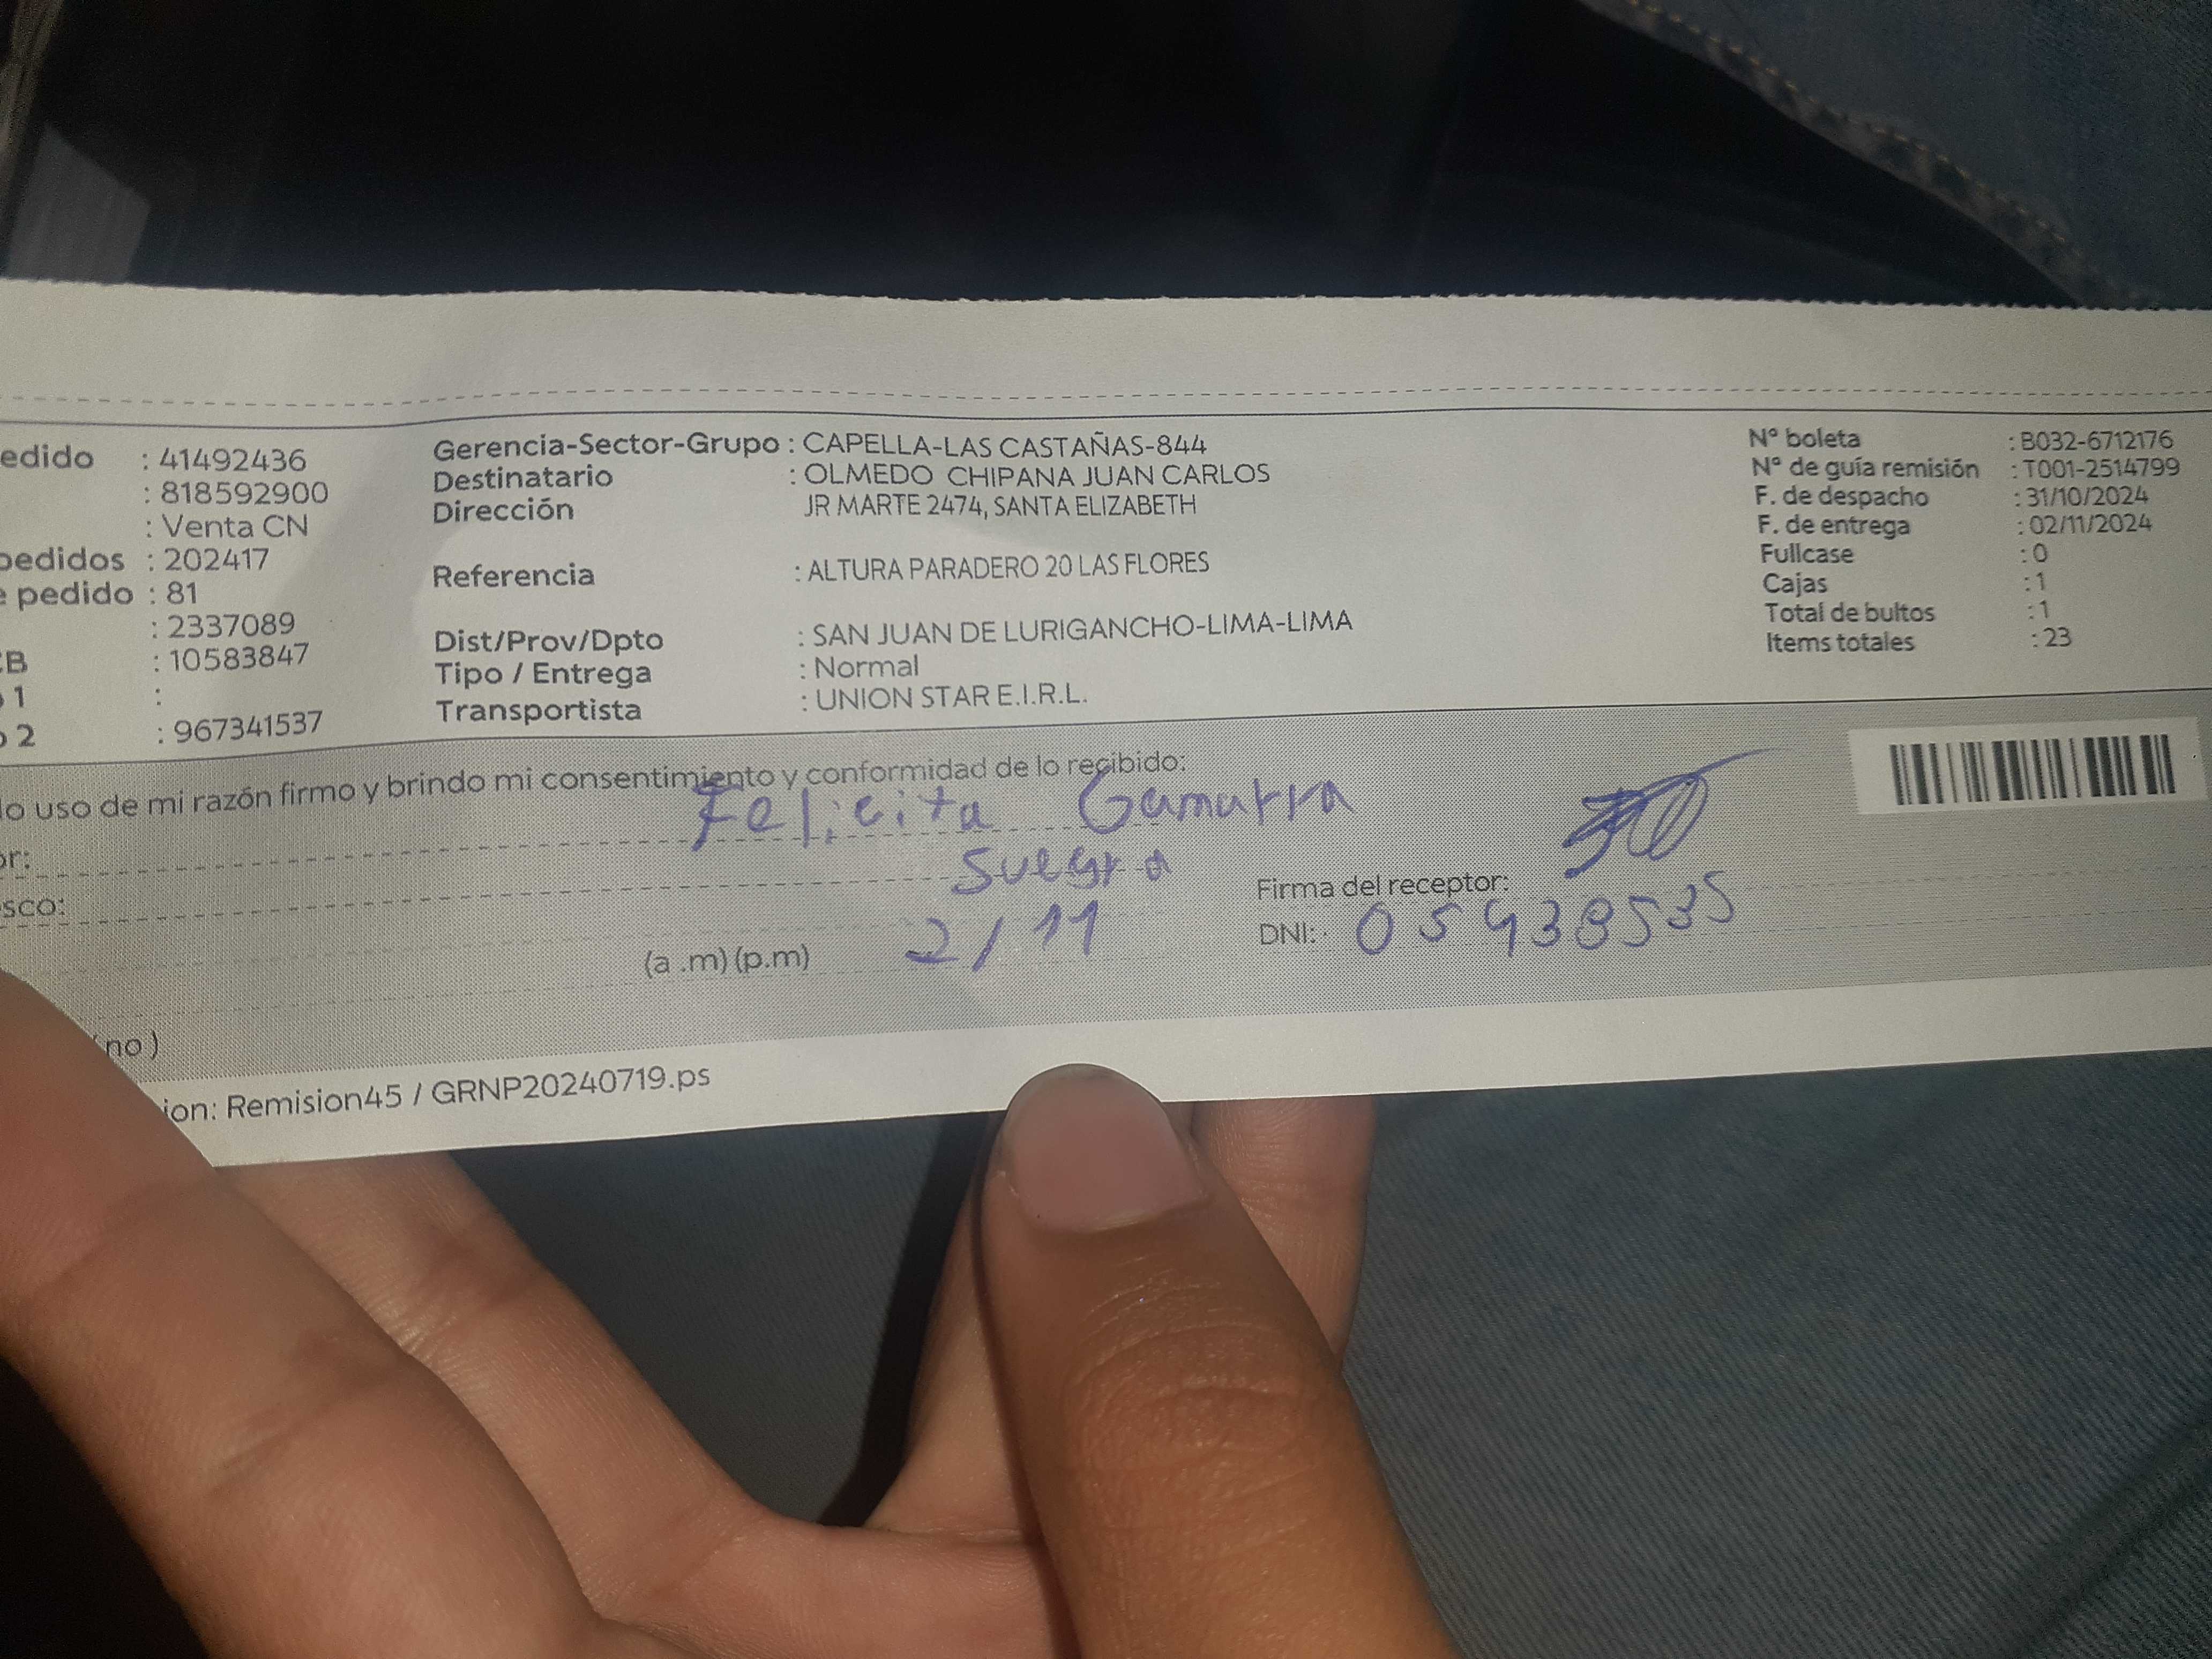 edido : 41492436
: 818592900
: Venta CN
pedidos : 202417
e pedido : 81
: 2337089
CB : 10583847
o 1 :
o 2 : 967341537
Gerencia-Sector-Grupo : CAPELLA-LAS CASTAÑAS-844
Destinatario : OLMEDO CHIPANA JUAN CARLOS
Dirección JR MARTE 2474, SANTA ELIZABETH
Referencia : ALTURA PARADERO 20 LAS FLORES
Dist/Prov/Dpto : SAN JUAN DE LURIGANCHO-LIMA-LIMA
Tipo / Entrega : Normal
Transportista : UNION STAR E.I.R.L.
Nº boleta : B032-6712176
Nº de guía remisión : T001-2514799
F. de despacho : 31/10/2024
F. de entrega : 02/11/2024
Fullcase : 0
Cajas : 1
Total de bultos : 1
Items totales : 23
lo uso de mi razón firmo y brindo mi consentimiento y conformidad de lo recibido:
or: Felicita Gamarra
sco: suegra
Firma del receptor:
(a .m) (p.m) 2/11
DNI: 05438535
(no )
ion: Remision45 / GRNP20240719.ps